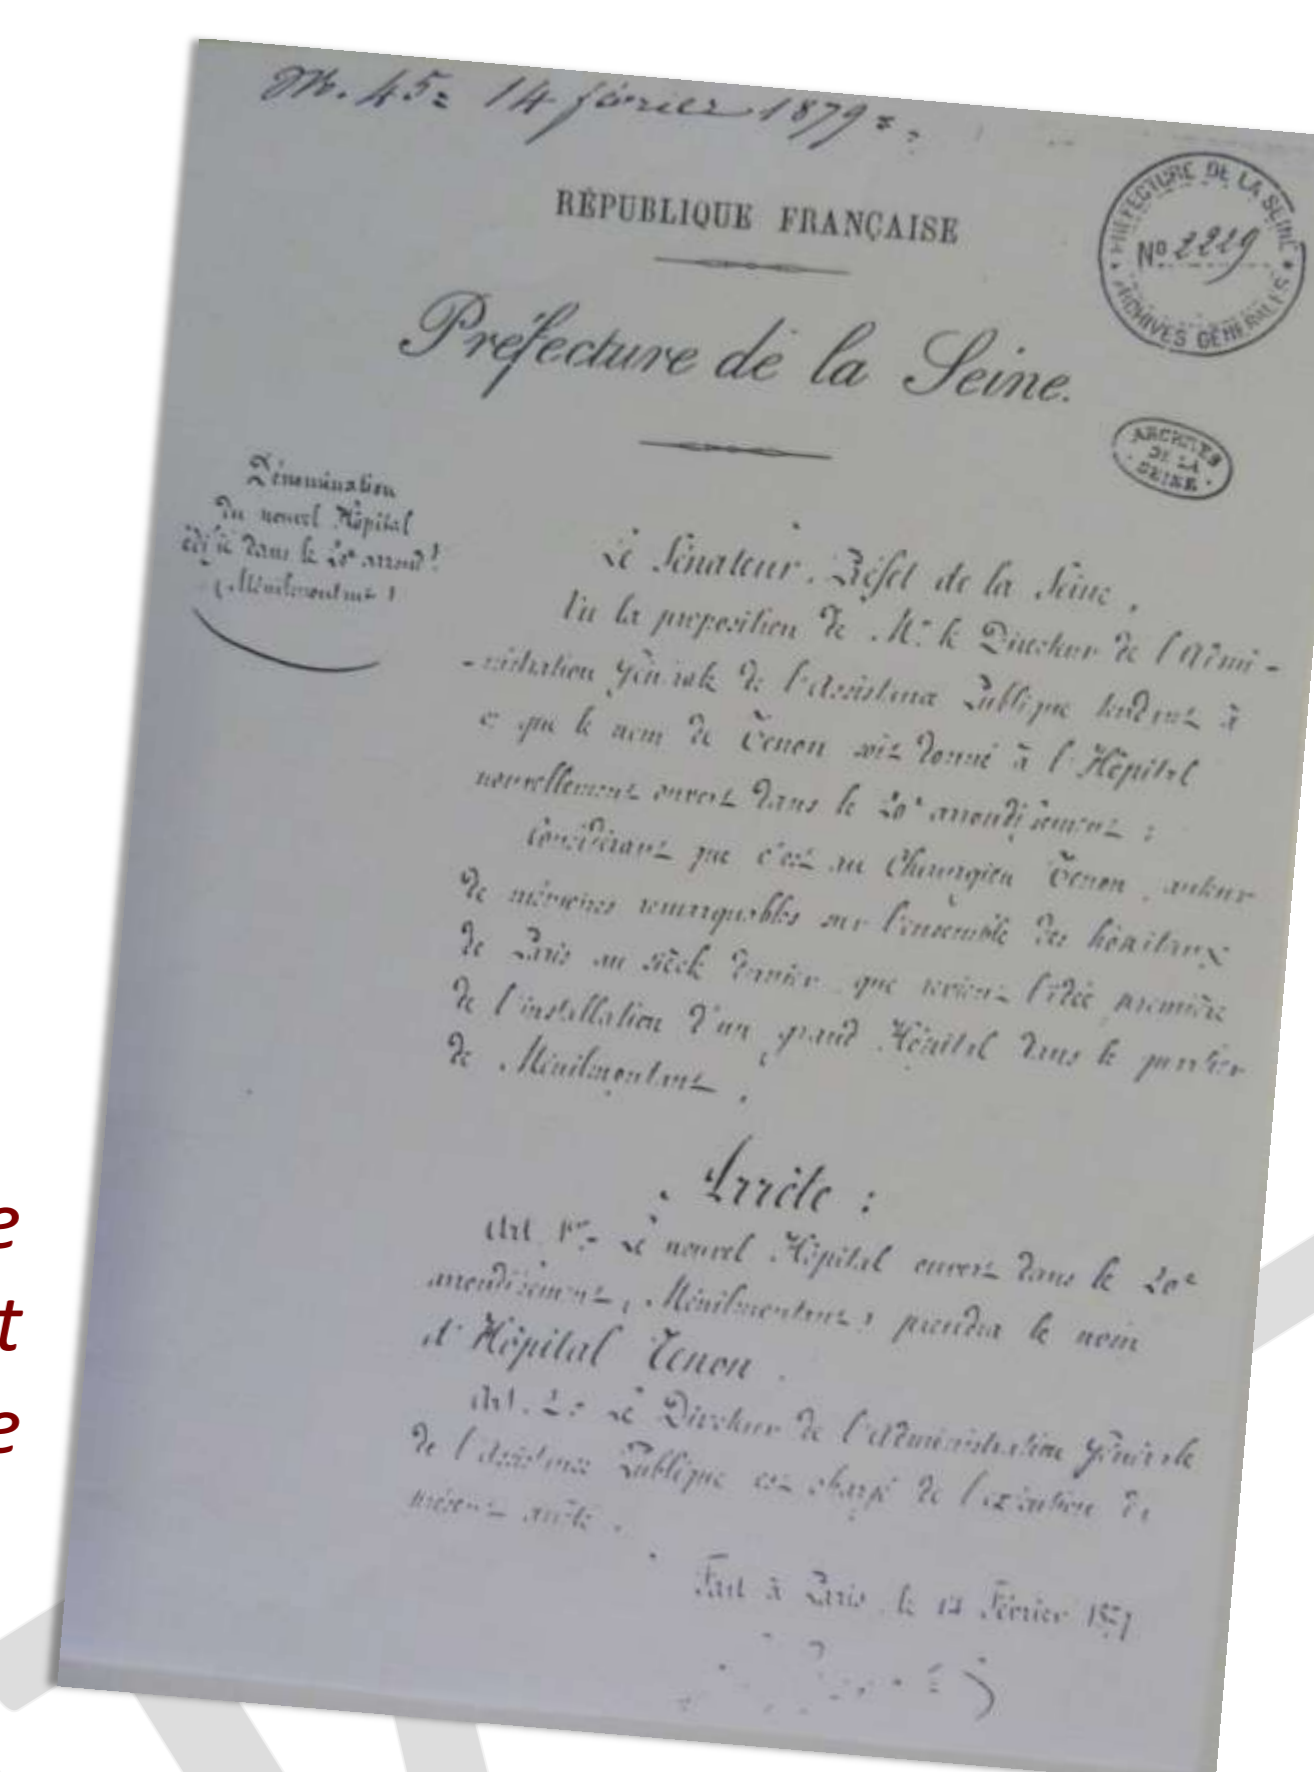 M. 45= 14 février 1879=.
RÉPUBLIQUE FRANÇAISE
PRÉFECTURE DE LA SEINE
Nº 2229
ARCHIVES GÉNÉRALES
Préfecture de la Seine.
ARCHIVES
DE LA
SEINE
Dénomination
du nouvel Hôpital
édifié dans le 20e arrondt
(Ménilmontant)
Le Sénateur, Préfet de la Seine,
Vu la proposition de Mr. le Directeur de l'Admi-
-nistration générale de l'Assistance Publique tendant à
ce que le nom de Tenon soit donné à l'Hôpital
nouvellement ouvert dans le 20e arrondissement ;
Considérant que c'est au Chirurgien Tenon, auteur
de mémoires remarquables sur l'ensemble des hôpitaux
de Paris au siècle dernier, que revient l'idée première
de l'installation d'un grand Hôpital dans le quartier
de Ménilmontant,
Arrête :
Art. 1er- Le nouvel Hôpital ouvert dans le 20e
arrondissement, (Ménilmontant) prendra le nom
d'Hôpital Tenon.
Art. 2= Le Directeur de l'Administration générale
de l'Assistance Publique est chargé de l'exécution du
présent arrêté.
Fait à Paris, le Février
e
t
e